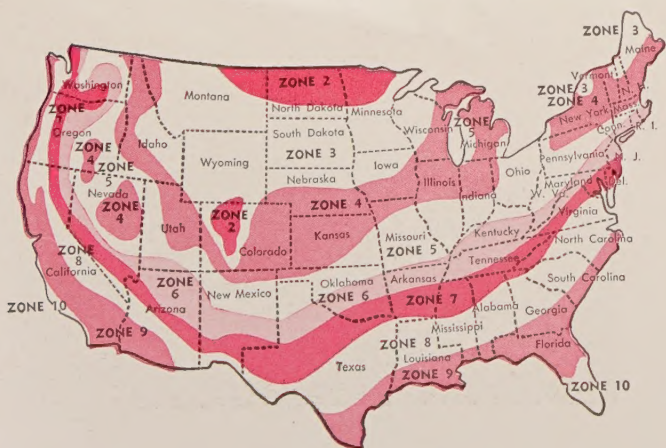 ZONE 3
Maine
Washington
Montana
ZONE 2
North Dakota
Minnesota
Vermont
ZONE 3
ZONE 4
N. H.
New York
Mass.
Conn.
R. I.
Oregon
Idaho
South Dakota
Wisconsin
ZONE
5
Michigan
ZONE
4
ZONE
5
Wyoming
ZONE 3
Iowa
Pennsylvania
N. J.
Nevada
ZONE
4
Nebraska
Illinois
Indiana
Ohio
Maryland
Del.
W. Va.
Utah
ZONE
2
Colorado
ZONE 4
Kansas
Missouri
ZONE 5
Kentucky
Virginia
ZONE
8
California
ZONE
6
Arizona
New Mexico
Oklahoma
ZONE 6
Arkansas
Tennessee
North Carolina
South Carolina
ZONE 10
ZONE 9
ZONE 7
Alabama
Georgia
Mississippi
ZONE 8
Texas
Louisiana
ZONE 9
Florida
ZONE 10